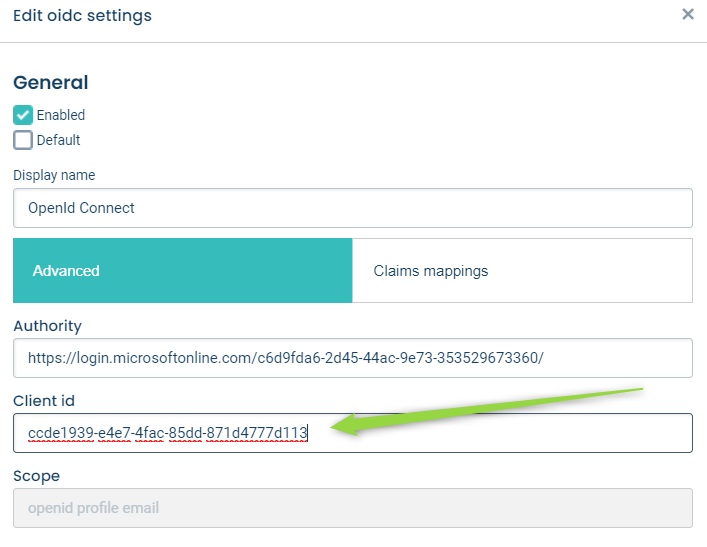 Edit oidc settings
General
Enabled
Default
Display name
OpenId Connect
Advanced
Claims mappings
Authority
https://login.microsoftonline.com/c6d9fda6-2d45-44ac-9e73-353529673360/
Client id
ccde1939-e4e7-4fac-85dd-871d4777d113
Scope
openid profile email